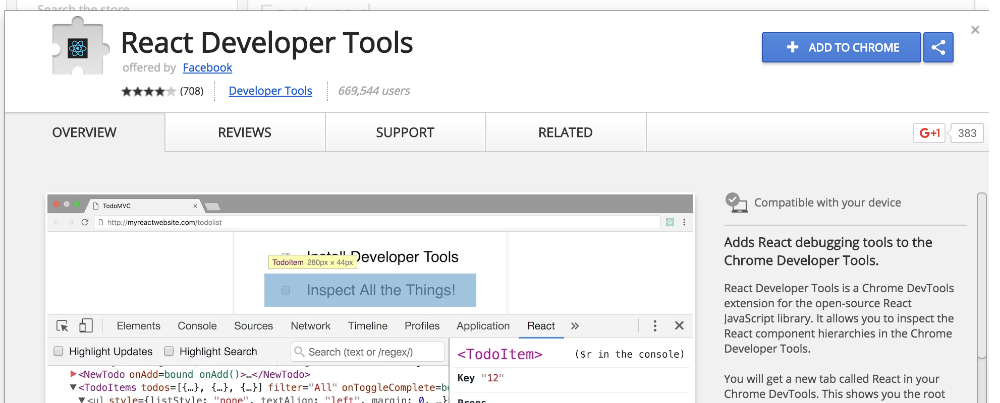 Search the store
Featured
React Developer Tools
offered by Facebook
(708)
Developer Tools
669,544 users
+ ADD TO CHROME
×
OVERVIEW
REVIEWS
SUPPORT
RELATED
G+1
383
TodoMVC ×
http://myreactwebsite.com/todolist
Install Developer Tools
TodoItem 280px × 44px
Inspect All the Things!
Elements Console Sources Network Timeline Profiles Application React »
Highlight Updates Highlight Search Search (text or /regex/)
<NewTodo onAdd=bound onAdd()>…</NewTodo>
▼<TodoItems todos=[{…}, {…}, {…}] filter="All" onToggleComplete=bo
▼<ul style={listStyle: "none", textAlign: "left", margin: 0, …}
<TodoItem> ($r in the console)
Key "12"
Props
Compatible with your device
Adds React debugging tools to the
Chrome Developer Tools.
React Developer Tools is a Chrome DevTools
extension for the open-source React
JavaScript library. It allows you to inspect the
React component hierarchies in the Chrome
Developer Tools.
You will get a new tab called React in your
Chrome DevTools. This shows you the root